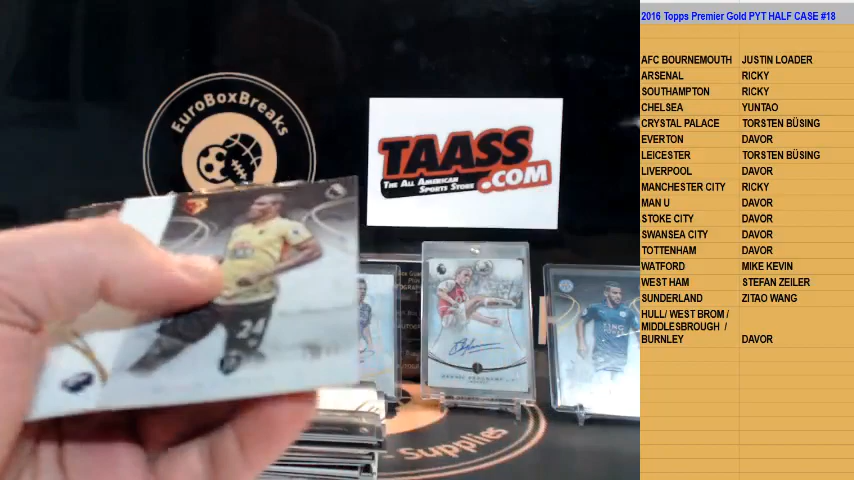 EuroBoxBreaks
TAASS
.COM
THE ALL AMERICAN
SPORTS STORE
24
KING
Supplies
2016 Topps Premier Gold PYT HALF CASE #18
AFC BOURNEMOUTH JUSTIN LOADER
ARSENAL RICKY
SOUTHAMPTON RICKY
CHELSEA YUNTAO
CRYSTAL PALACE TORSTEN BÜSING
EVERTON DAVOR
LEICESTER TORSTEN BÜSING
LIVERPOOL DAVOR
MANCHESTER CITY RICKY
MAN U DAVOR
STOKE CITY DAVOR
SWANSEA CITY DAVOR
TOTTENHAM DAVOR
WATFORD MIKE KEVIN
WEST HAM STEFAN ZEILER
SUNDERLAND ZITAO WANG
HULL/ WEST BROM /
MIDDLESBROUGH /
BURNLEY DAVOR